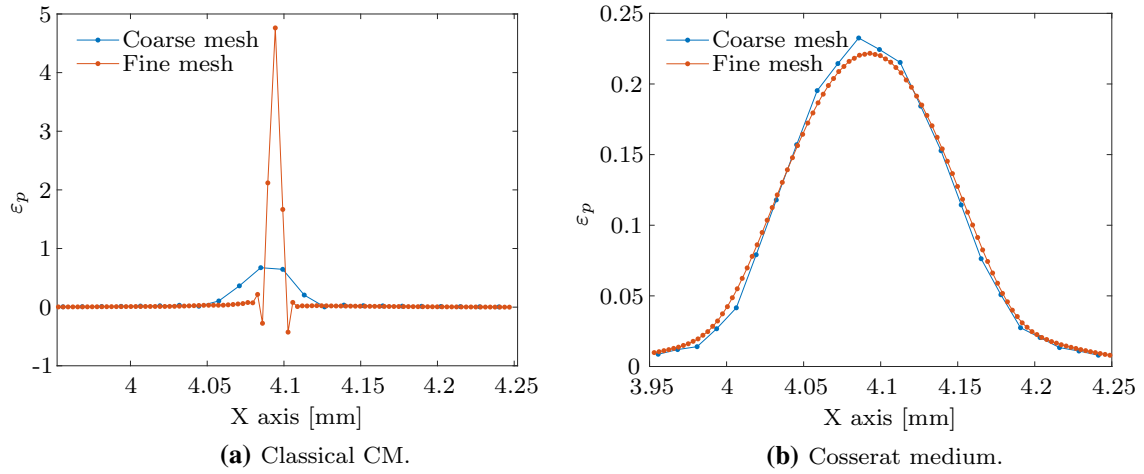 5
4
3
2
1
0
-1
εp
Coarse mesh
Fine mesh
4
4.05
4.1
4.15
4.2
4.25
X axis [mm]
(a) Classical CM.
0.25
0.2
0.15
0.1
0.05
0
εp
Coarse mesh
Fine mesh
3.95
4
4.05
4.1
4.15
4.2
4.25
X axis [mm]
(b) Cosserat medium.